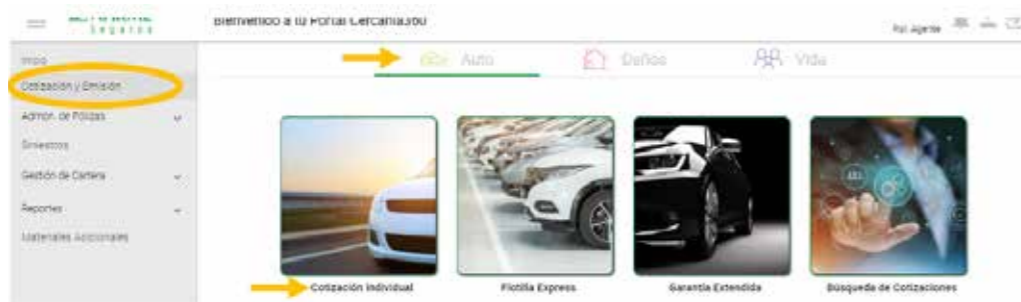 Seguros
Bienvenido a tu Portal Cercanía360
Rol: Agente
Inicio
Cotización y Emisión
Admon. de Pólizas
Siniestros
Gestión de Cartera
Reportes
Materiales Adicionales
Auto
Daños
Vida
Cotización Individual
Flotilla Express
Garantía Extendida
Búsqueda de Cotizaciones